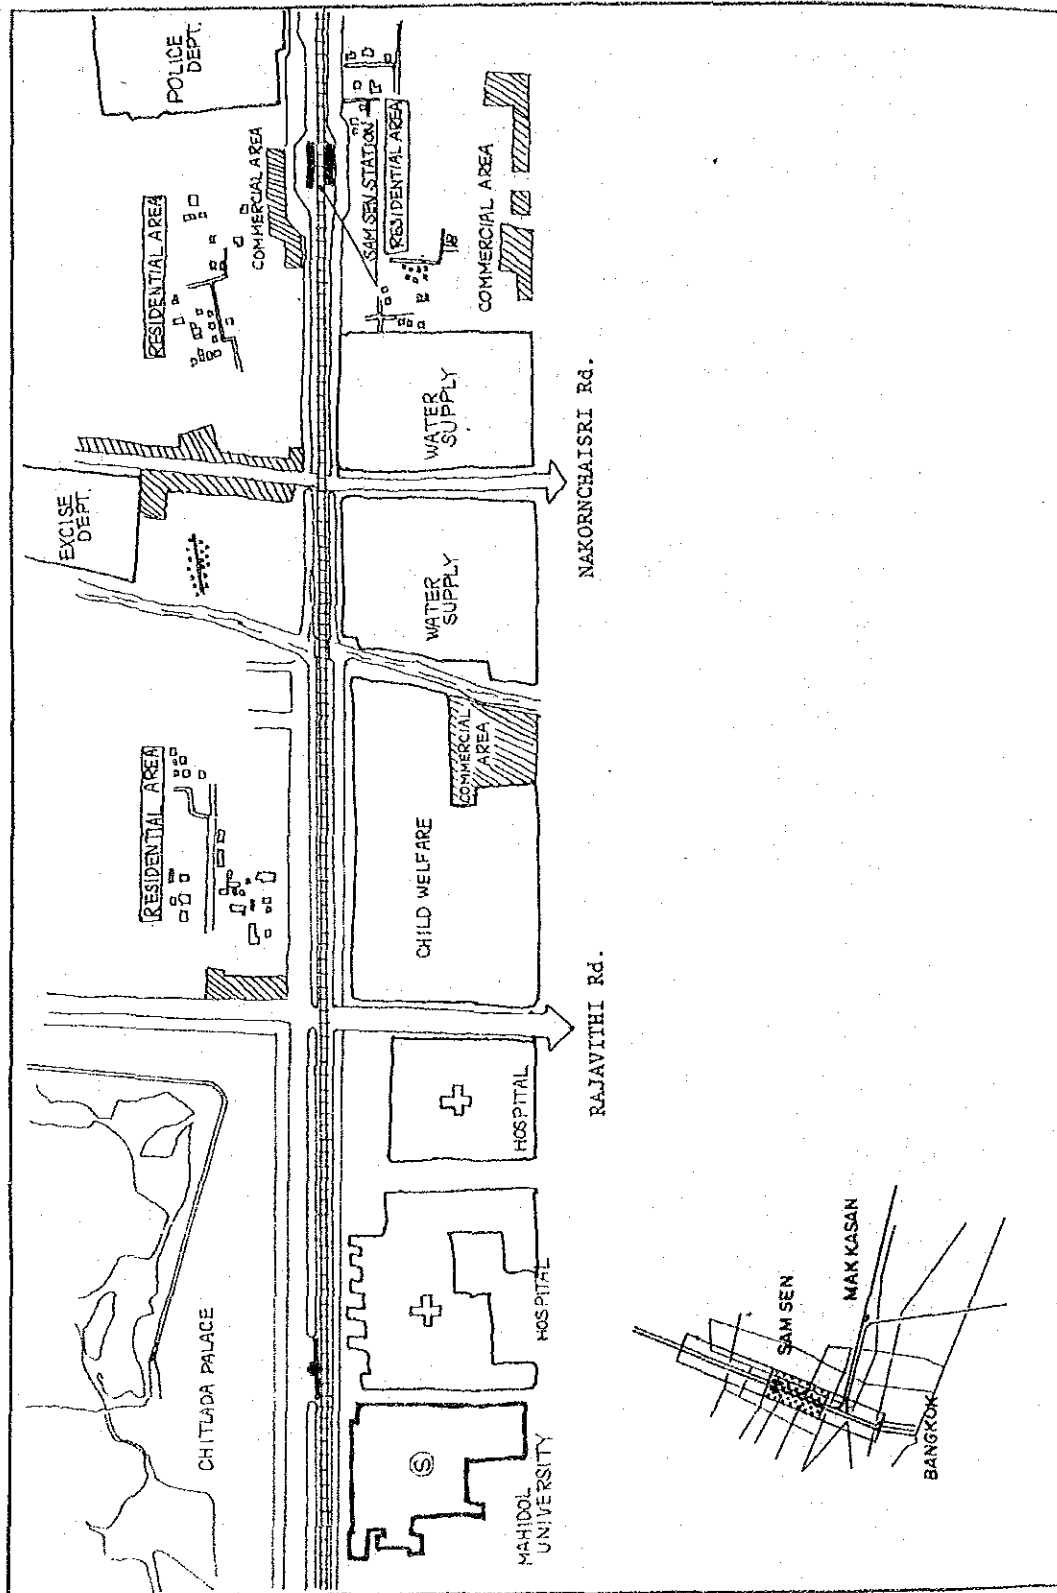 POLICE
DEPT.
COMMERCIAL AREA
RESIDENTIAL AREA
SAM SEN STATION
RESIDENTIAL AREA
COMMERCIAL AREA
EXCISE
DEPT.
WATER
SUPPLY
NAKORNCHAISRI Rd.
WATER
SUPPLY
RESIDENTIAL AREA
COMMERCIAL
AREA
CHILD WELFARE
RAJAVITHI Rd.
CHITLADA PALACE
HOSPITAL
HOSPITAL
S
MAHIDOL
UNIVERSITY
SAM SEN
MAKKASAN
BANGKOK